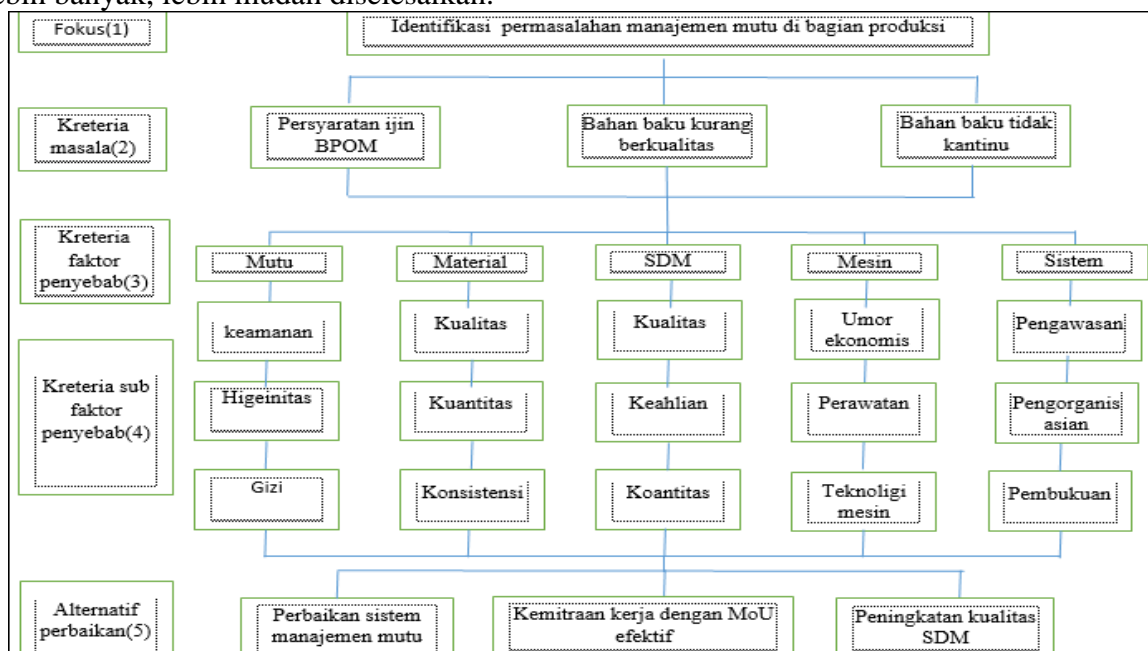 lebih banyak, lebih mudah diselesaikan.
Fokus(1)
Identifikasi permasalahan manajemen mutu di bagian produksi
Kreteria
masala(2)
Persyaratan ijin
BPOM
Bahan baku kurang
berkualitas
Bahan baku tidak
kantinu
Kreteria
faktor
penyebab(3)
Mutu
Material
SDM
Mesin
Sistem
Kreteria sub
faktor
penyebab(4)
keamanan
Kualitas
Kualitas
Umor
ekonomis
Pengawasan
Higeinitas
Kuantitas
Keahlian
Perawatan
Pengorganis
asian
Gizi
Konsistensi
Koantitas
Teknoligi
mesin
Pembukuan
Alternatif
perbaikan(5)
Perbaikan sistem
manajemen mutu
Kemitraan kerja dengan MoU
efektif
Peningkatan kualitas
SDM